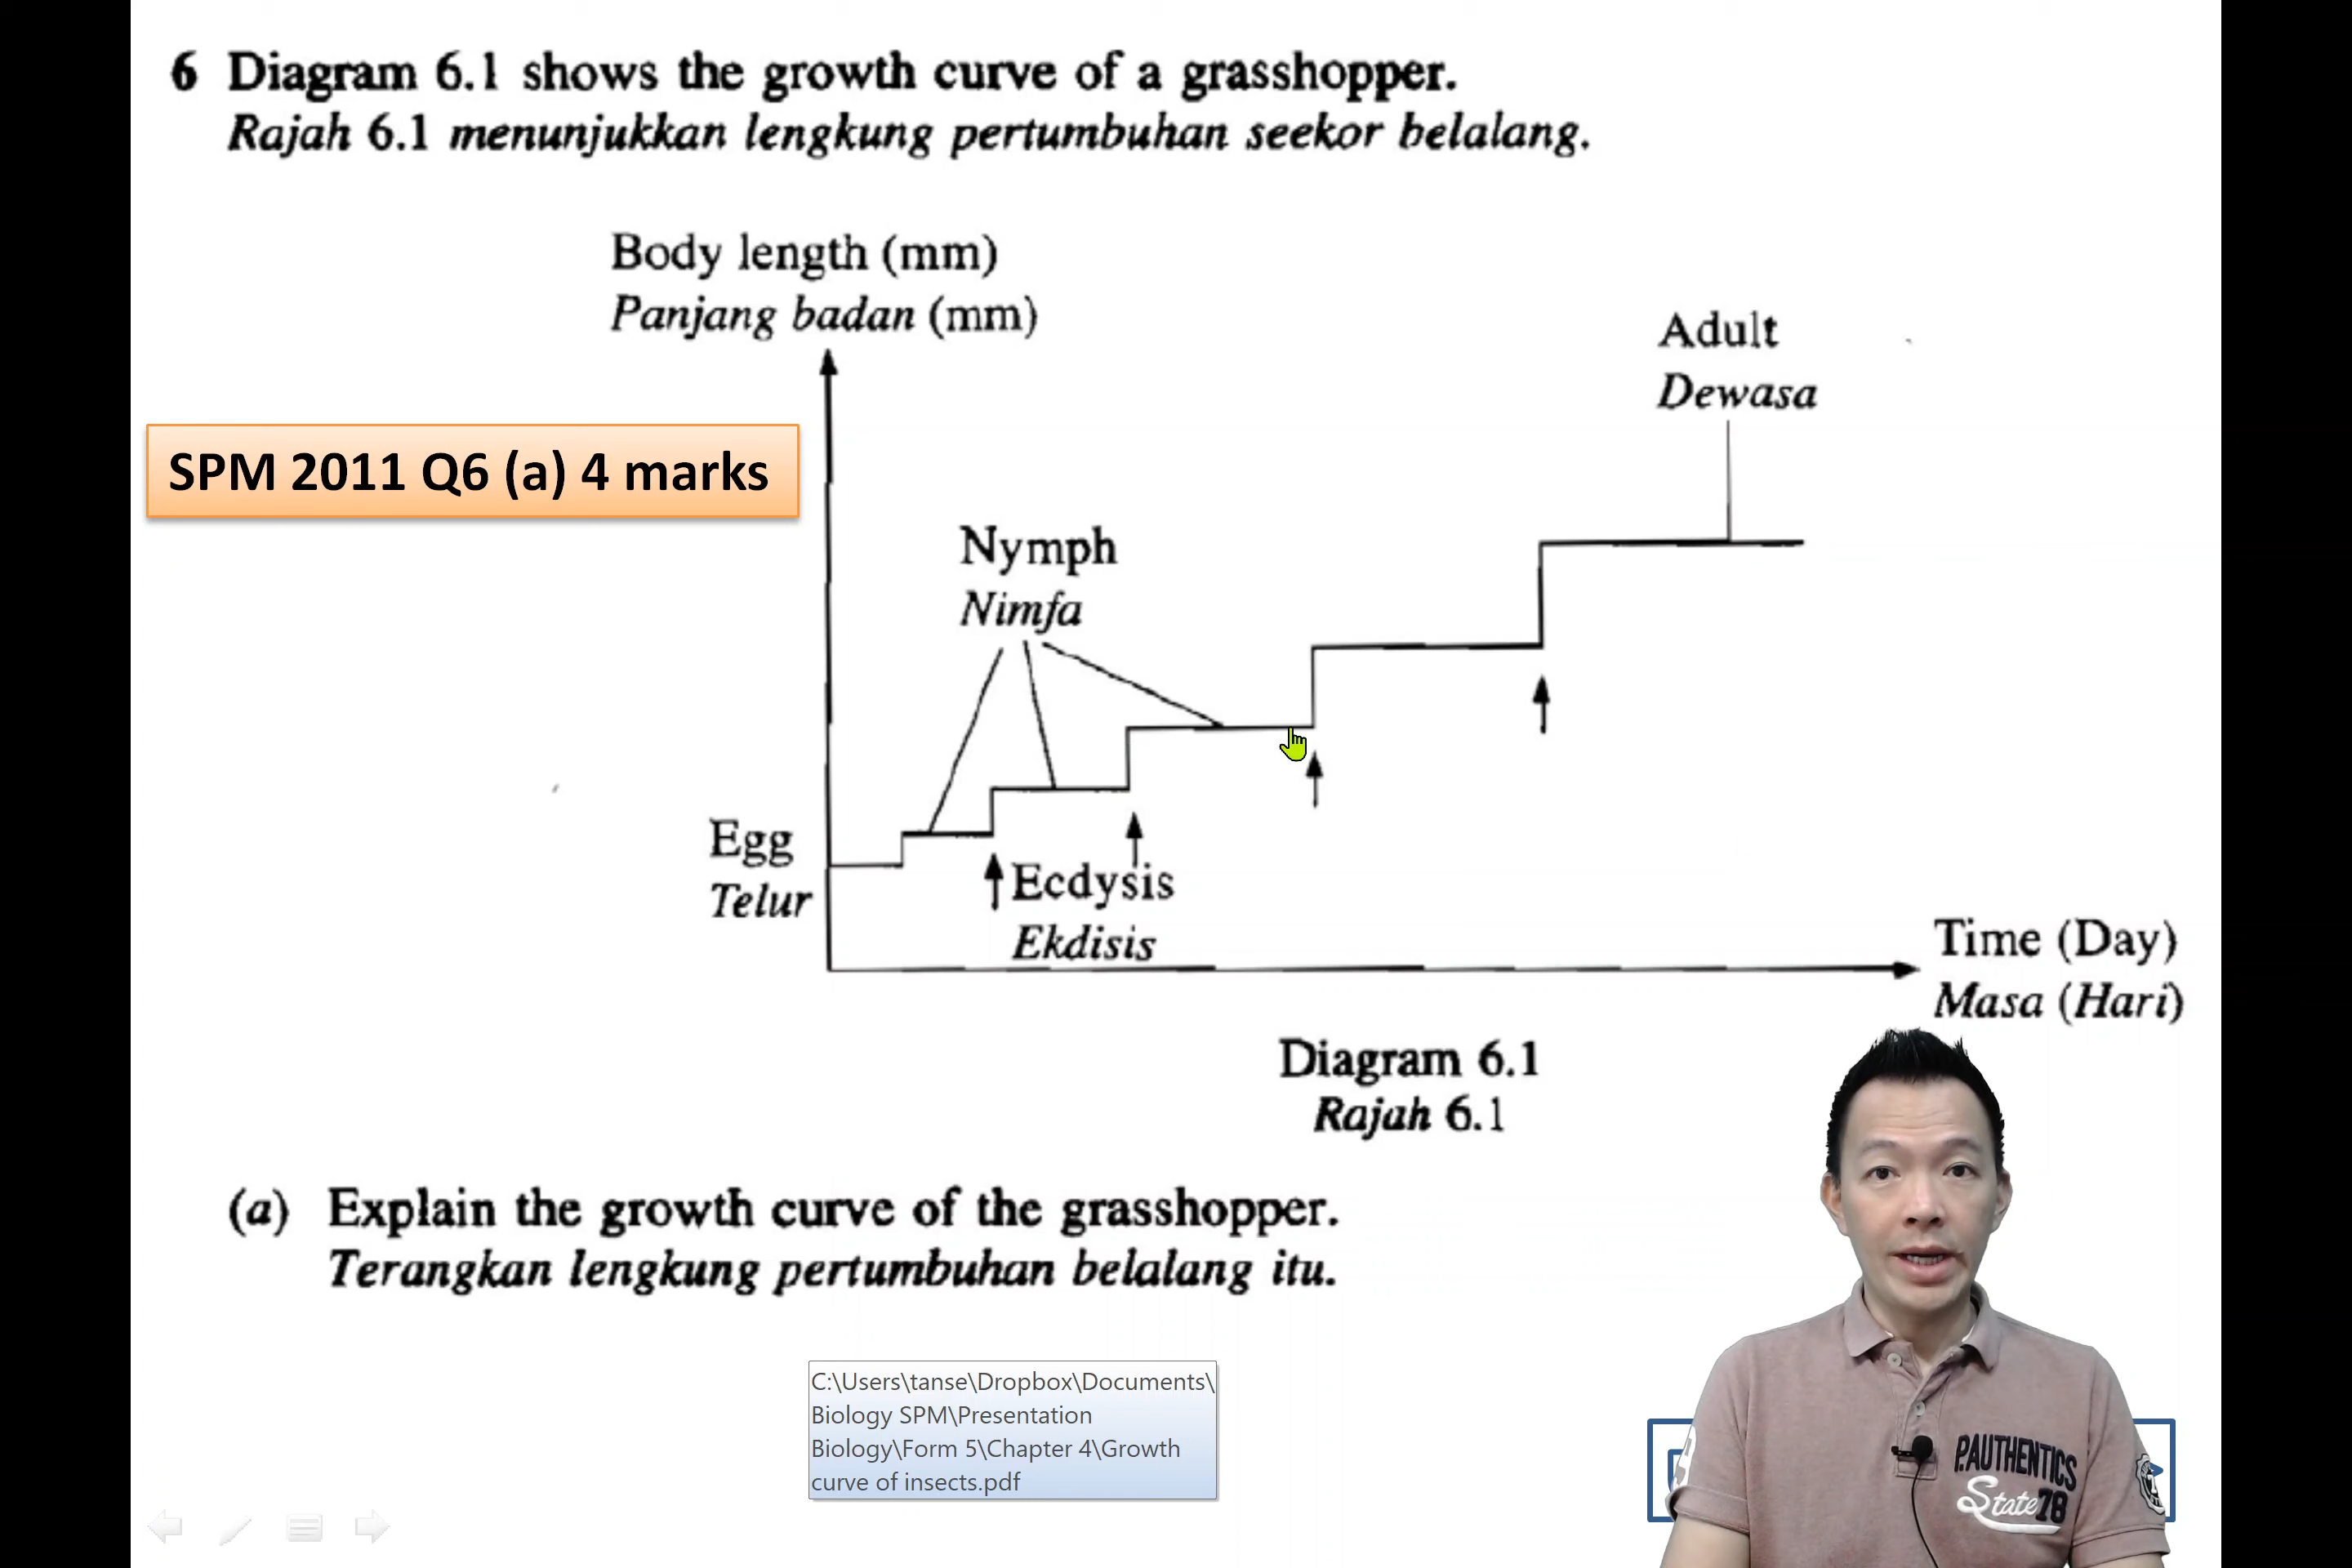 6 Diagram 6.1 shows the growth curve of a grasshopper.
Rajah 6.1 menunjukkan lengkung pertumbuhan seekor belalang.
Body length (mm)
Panjang badan (mm)
Adult
Dewasa
SPM 2011 Q6 (a) 4 marks
Nymph
Nimfa
Egg
Telur
Ecdysis
Ekdisis
Time (Day)
Masa (Hari)
Diagram 6.1
Rajah 6.1
(a) Explain the growth curve of the grasshopper.
Terangkan lengkung pertumbuhan belalang itu.
C:\Users\tanse\Dropbox\Documents\
Biology SPM\Presentation
Biology\Form 5\Chapter 4\Growth
curve of insects.pdf
P.AUTHENTICS
State 78